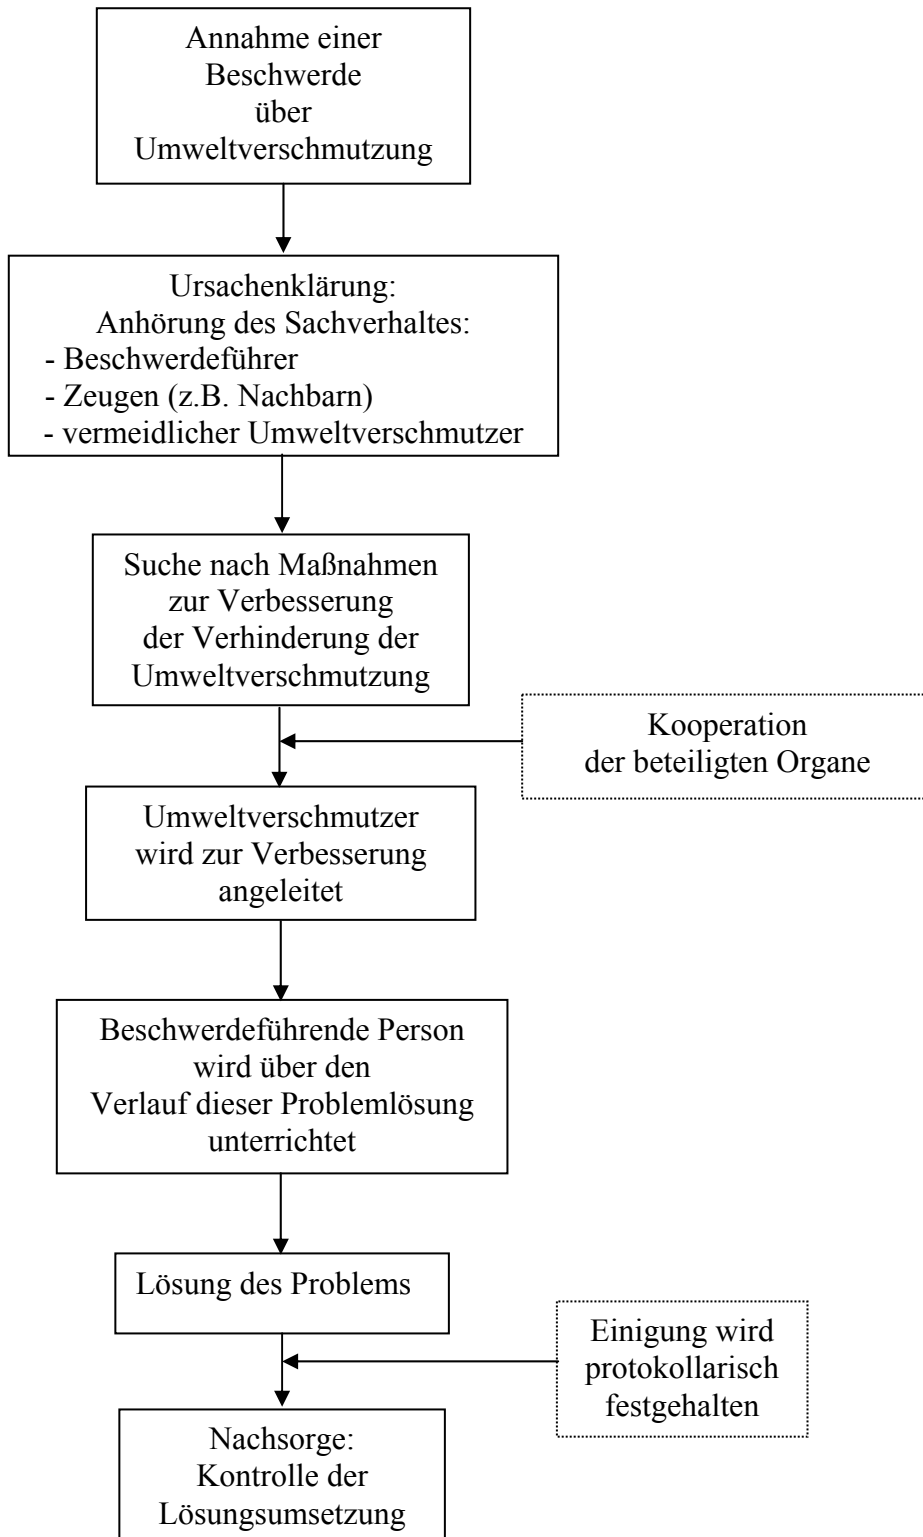 Annahme einer
Beschwerde
über
Umweltverschmutzung
Ursachenklärung:
Anhörung des Sachverhaltes:
- Beschwerdeführer
- Zeugen (z.B. Nachbarn)
- vermeidlicher Umweltverschmutzer
Suche nach Maßnahmen
zur Verbesserung
der Verhinderung der
Umweltverschmutzung
Kooperation
der beteiligten Organe
Umweltverschmutzer
wird zur Verbesserung
angeleitet
Beschwerdeführende Person
wird über den
Verlauf dieser Problemlösung
unterrichtet
Lösung des Problems
Einigung wird
protokollarisch
festgehalten
Nachsorge:
Kontrolle der
Lösungsumsetzung